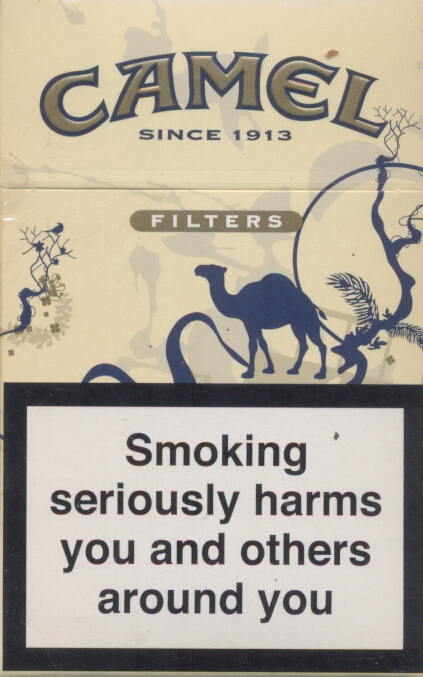 CAMEL
SINCE 1913
FILTERS
Smoking
seriously harms
you and others
around you